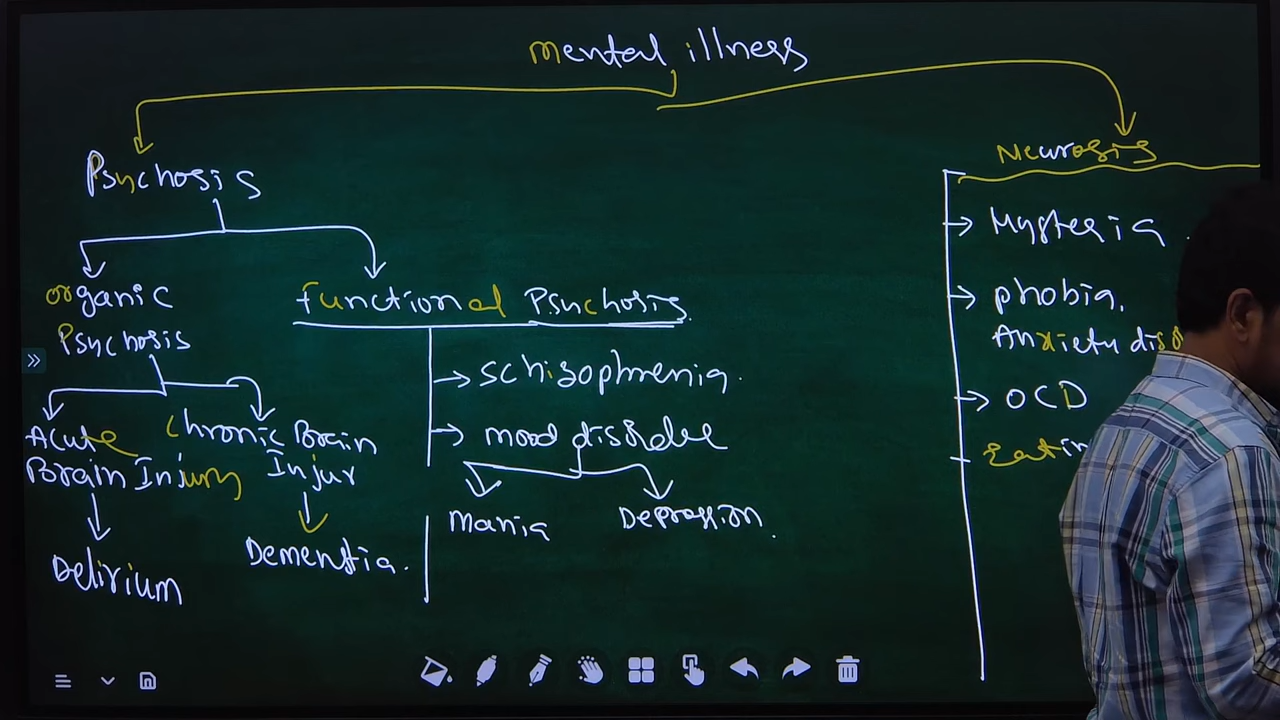 mental illness
Psychosis
Neurosis
organic
Psychosis
Functional Psychosis.
Acute
Brain Injury
Chronic Brain
Injur
Delirium
Dementia.
schizophrenia.
mood
Mania
Depression.
Hysteria.
phobia,
Anxiety dis
OCD
Eatin